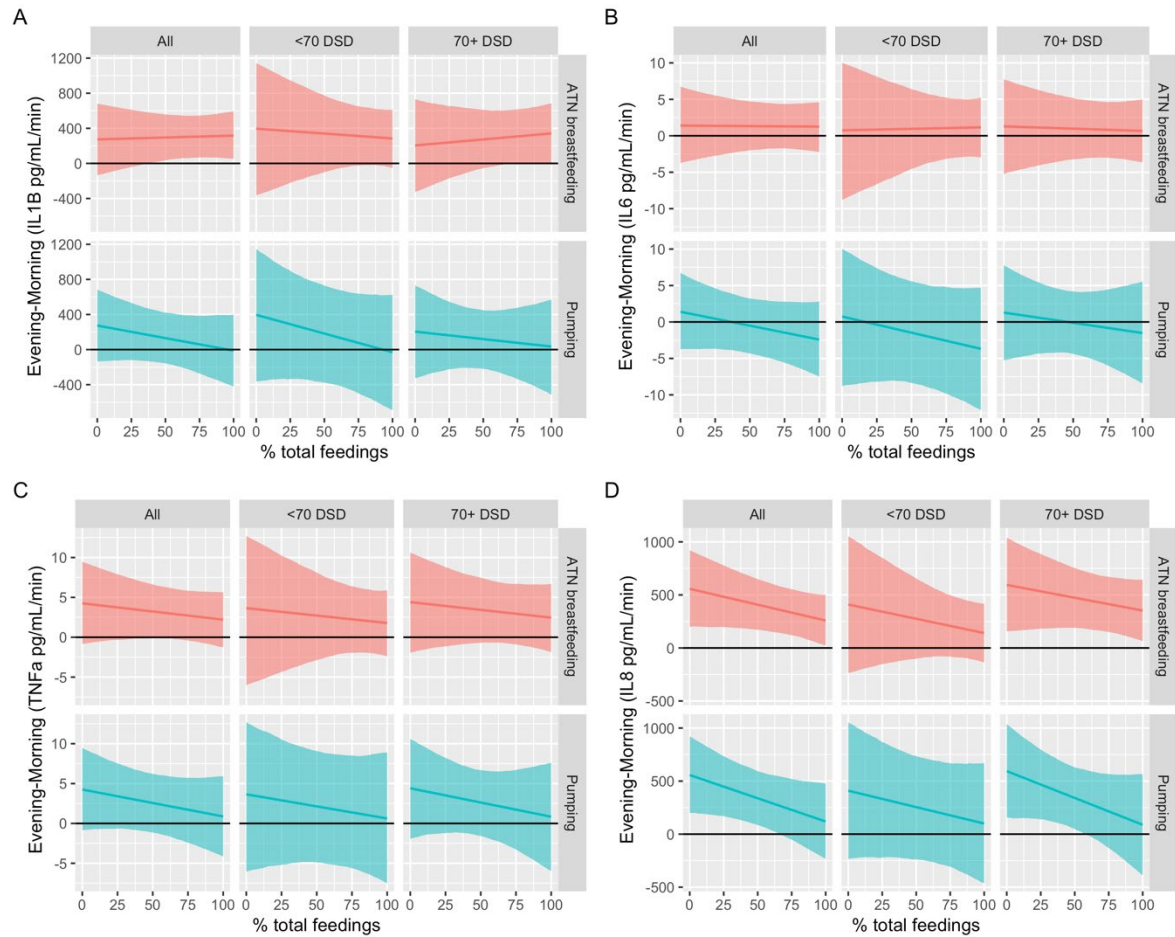 A
All
<70 DSD
70+ DSD
Evening-Morning (IL1B pg/mL/min)
1200
800
400
0
-400
ATN breastfeeding
1200
800
400
0
-400
Pumping
0 25 50 75 100 0 25 50 75 100 0 25 50 75 100
% total feedings
B
All
<70 DSD
70+ DSD
Evening-Morning (IL6 pg/mL/min)
10
5
0
-5
-10
ATN breastfeeding
10
5
0
-5
-10
Pumping
0 25 50 75 100 0 25 50 75 100 0 25 50 75 100
% total feedings
C
All
<70 DSD
70+ DSD
Evening-Morning (TNFa pg/mL/min)
10
5
0
-5
ATN breastfeeding
10
5
0
-5
Pumping
0 25 50 75 100 0 25 50 75 100 0 25 50 75 100
% total feedings
D
All
<70 DSD
70+ DSD
Evening-Morning (IL8 pg/mL/min)
1000
500
0
-500
ATN breastfeeding
1000
500
0
-500
Pumping
0 25 50 75 100 0 25 50 75 100 0 25 50 75 100
% total feedings